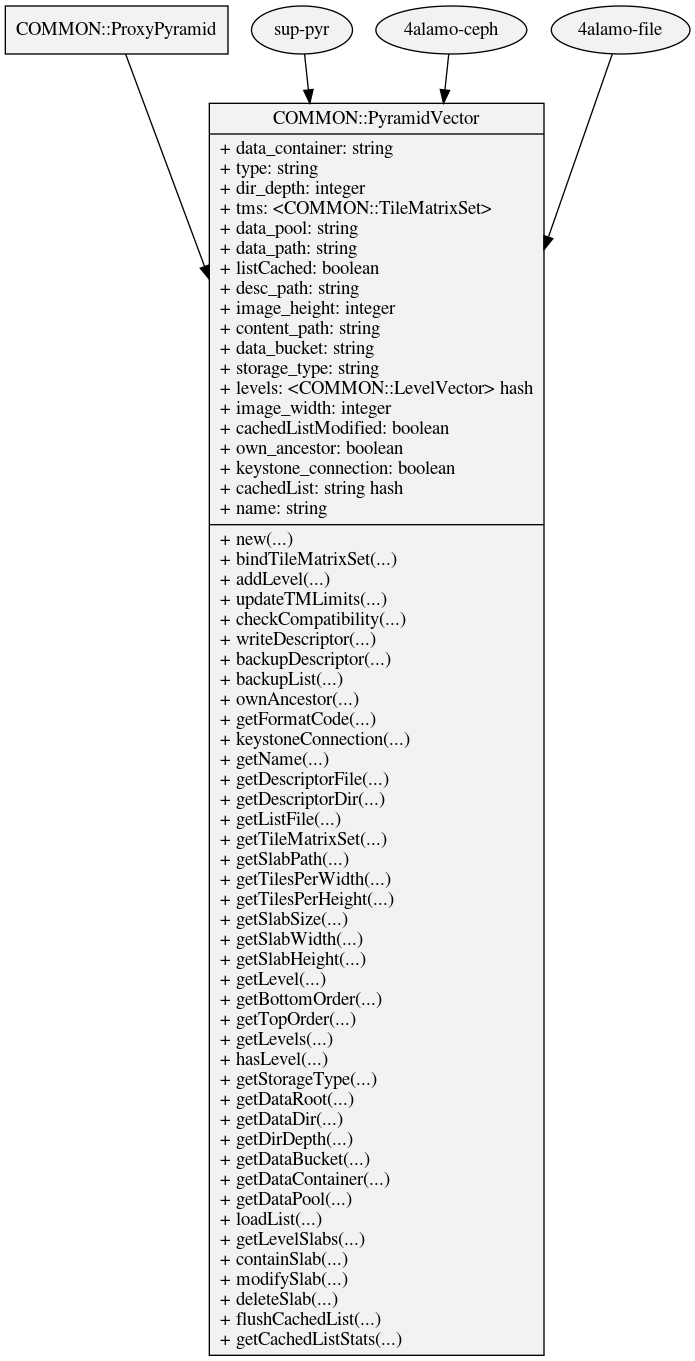 COMMON::ProxyPyramid
sup-pyr
4alamo-ceph
4alamo-file
COMMON::PyramidVector
+ data_container: string
+ type: string
+ dir_depth: integer
+ tms: <COMMON::TileMatrixSet>
+ data_pool: string
+ data_path: string
+ listCached: boolean
+ desc_path: string
+ image_height: integer
+ content_path: string
+ data_bucket: string
+ storage_type: string
+ levels: <COMMON::LevelVector> hash
+ image_width: integer
+ cachedListModified: boolean
+ own_ancestor: boolean
+ keystone_connection: boolean
+ cachedList: string hash
+ name: string
+ new(...)
+ bindTileMatrixSet(...)
+ addLevel(...)
+ updateTMLimits(...)
+ checkCompatibility(...)
+ writeDescriptor(...)
+ backupDescriptor(...)
+ backupList(...)
+ ownAncestor(...)
+ getFormatCode(...)
+ keystoneConnection(...)
+ getName(...)
+ getDescriptorFile(...)
+ getDescriptorDir(...)
+ getListFile(...)
+ getTileMatrixSet(...)
+ getSlabPath(...)
+ getTilesPerWidth(...)
+ getTilesPerHeight(...)
+ getSlabSize(...)
+ getSlabWidth(...)
+ getSlabHeight(...)
+ getLevel(...)
+ getBottomOrder(...)
+ getTopOrder(...)
+ getLevels(...)
+ hasLevel(...)
+ getStorageType(...)
+ getDataRoot(...)
+ getDataDir(...)
+ getDirDepth(...)
+ getDataBucket(...)
+ getDataContainer(...)
+ getDataPool(...)
+ loadList(...)
+ getLevelSlabs(...)
+ containSlab(...)
+ modifySlab(...)
+ deleteSlab(...)
+ flushCachedList(...)
+ getCachedListStats(...)